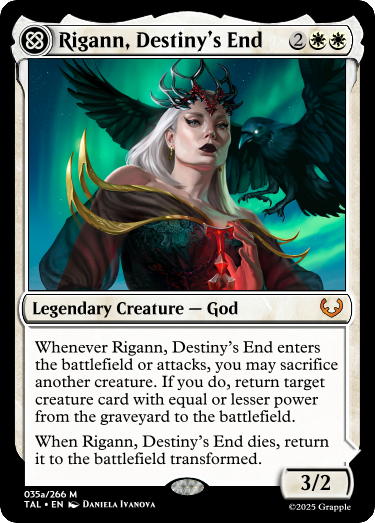 Rigann, Destiny's End 2
Legendary Creature — God
Whenever Rigann, Destiny's End enters
the battlefield or attacks, you may sacrifice
another creature. If you do, return target
creature card with equal or lesser power
from the graveyard to the battlefield.
When Rigann, Destiny's End dies, return
it to the battlefield transformed.
3/2
035a/266 M
TAL • EN Daniela Ivanova
©2025 Grapple